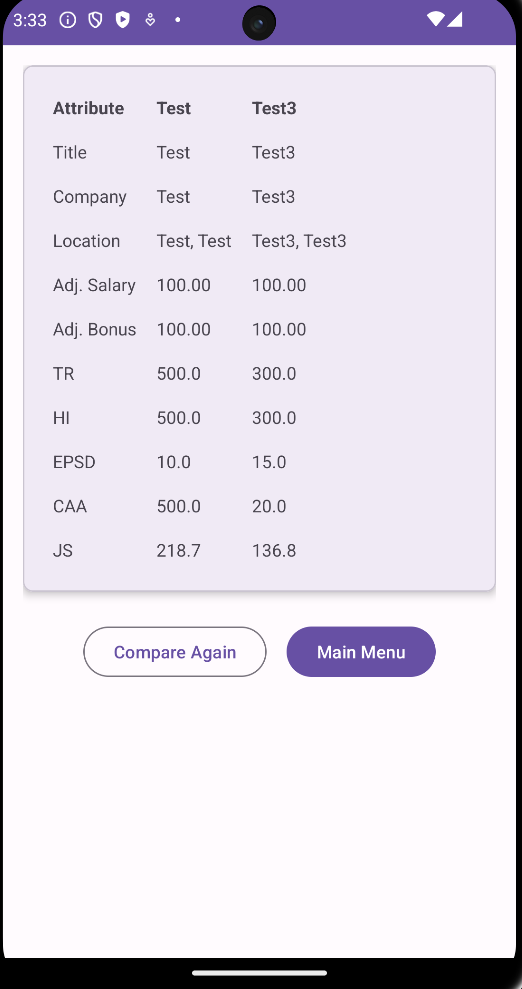 3:33
Attribute Test Test3
Title Test Test3
Company Test Test3
Location Test, Test Test3, Test3
Adj. Salary 100.00 100.00
Adj. Bonus 100.00 100.00
TR 500.0 300.0
HI 500.0 300.0
EPSD 10.0 15.0
CAA 500.0 20.0
JS 218.7 136.8
Compare Again Main Menu